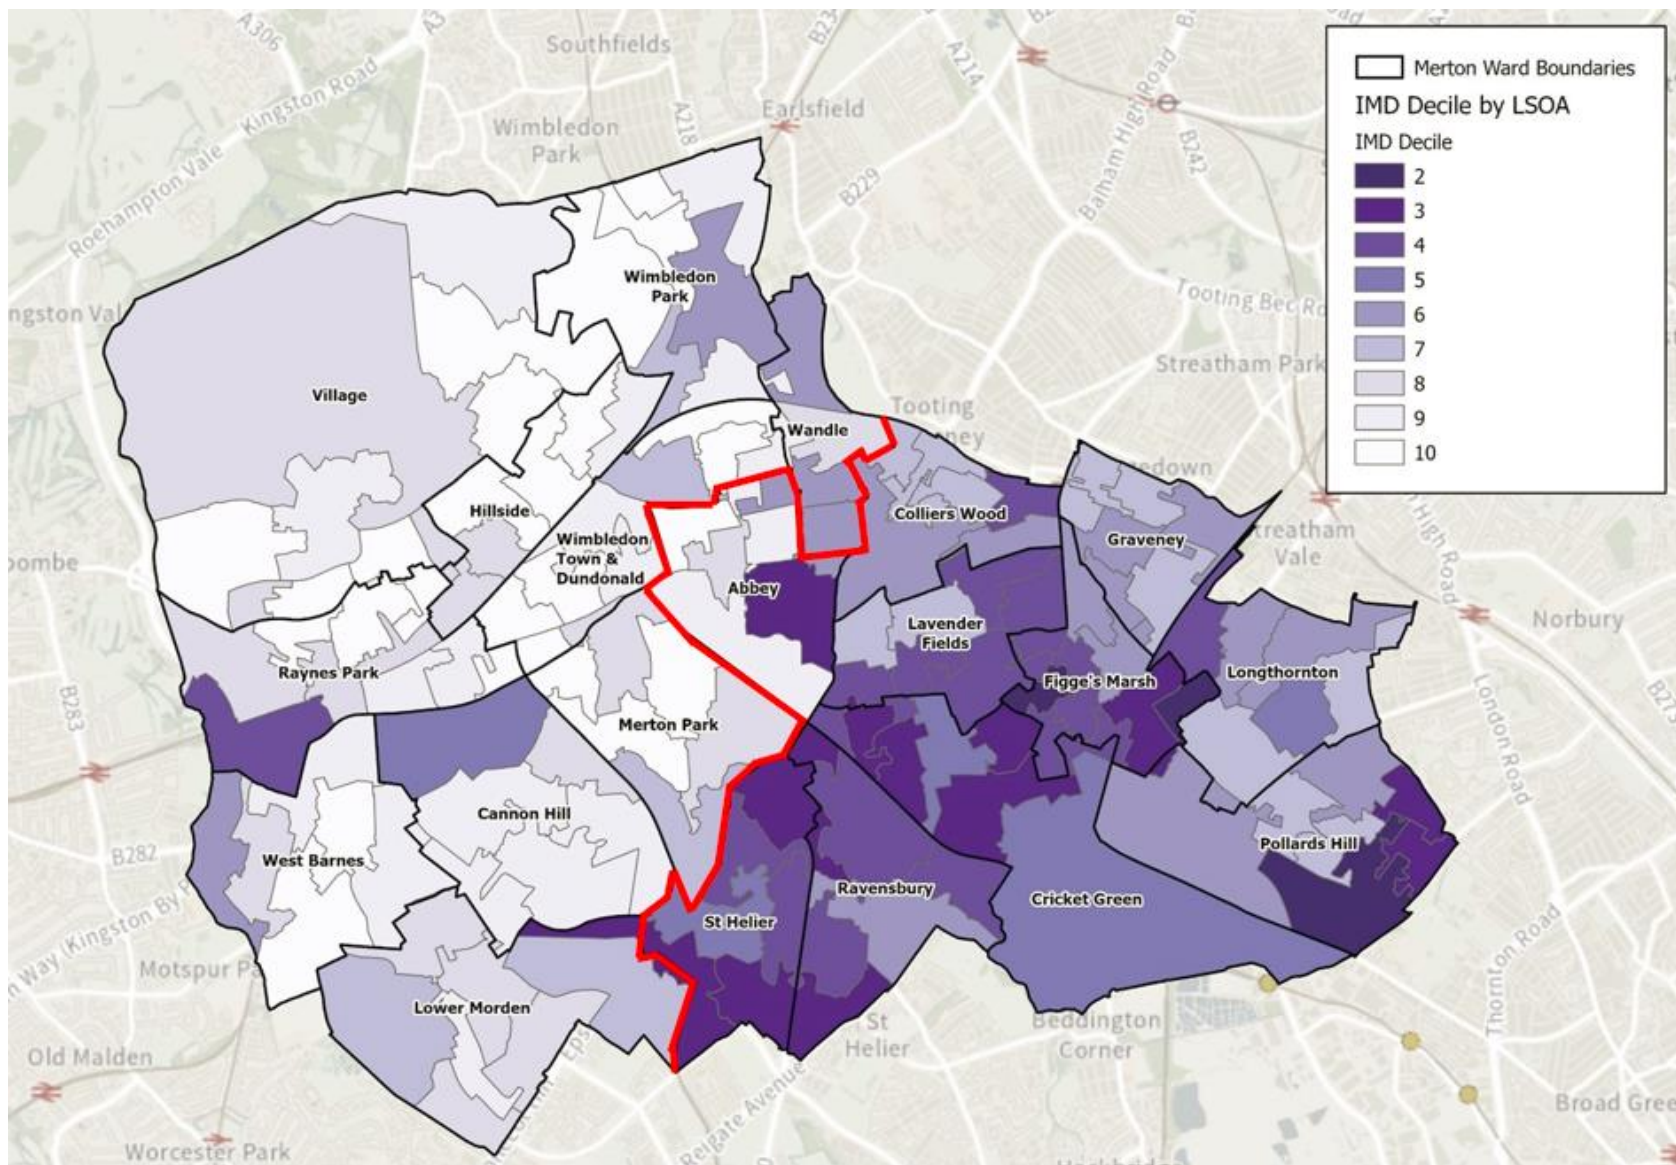 A306
A3
Southfields
B234
A214
Merton Ward Boundaries
IMD Decile by LSOA
IMD Decile
2
3
4
5
6
7
8
9
10
Kingston Road
Roehampton Vale
Wimbledon
Park
A218
Earlsfield
B229
Balham High Road
B242
Tooting Bec
Streatham Park
Wimbledon
Park
Village
Tooting
Wandle
Hillside
Colliers Wood
Graveney
Streatham
Vale
High Road
Wimbledon
Town &
Dundonald
Abbey
Lavender
Fields
Norbury
Raynes Park
Figge's Marsh
Longthornton
B283
Merton Park
London Road
Cannon Hill
B282
West Barnes
Pollards Hill
Ravensbury
Cricket Green
St Helier
Motspur
Lower Morden
Thornton Road
St
Helier
Beddington
Corner
Old Malden
Reigate Avenue
Broad Gree
Worcester Park